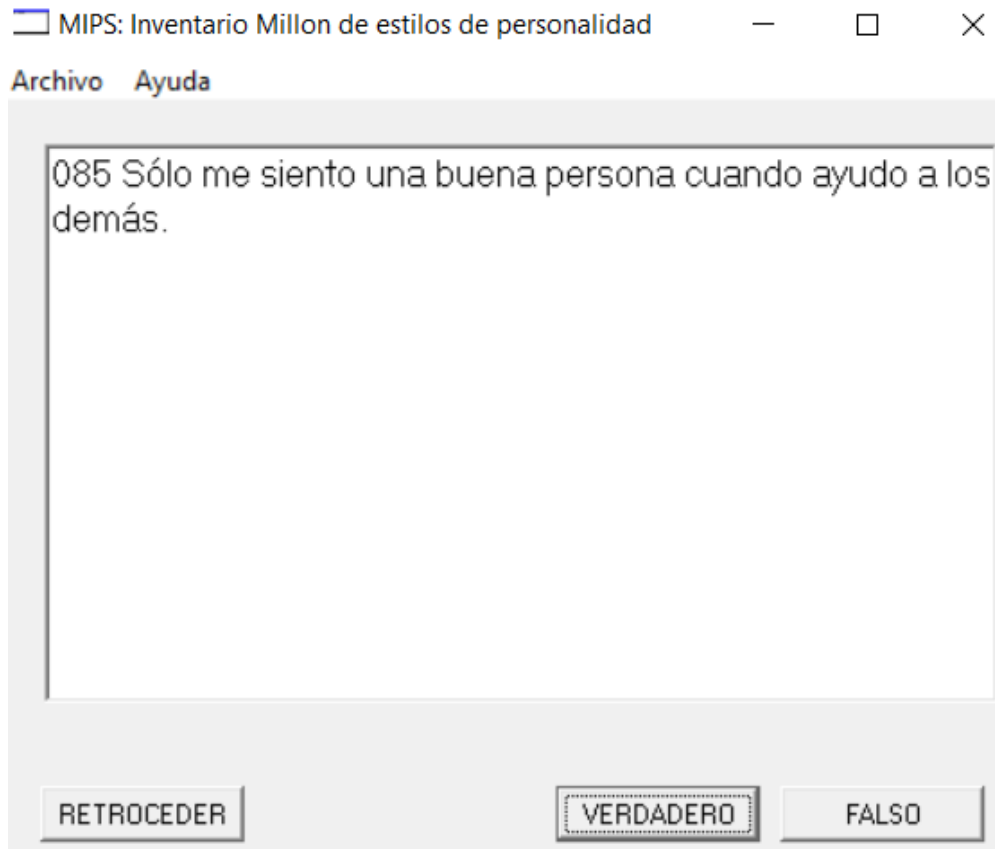 MIPS: Inventario Millon de estilos de personalidad
Archivo Ayuda
085 Sólo me siento una buena persona cuando ayudo a los
demás.
RETROCEDER VERDADERO FALSO